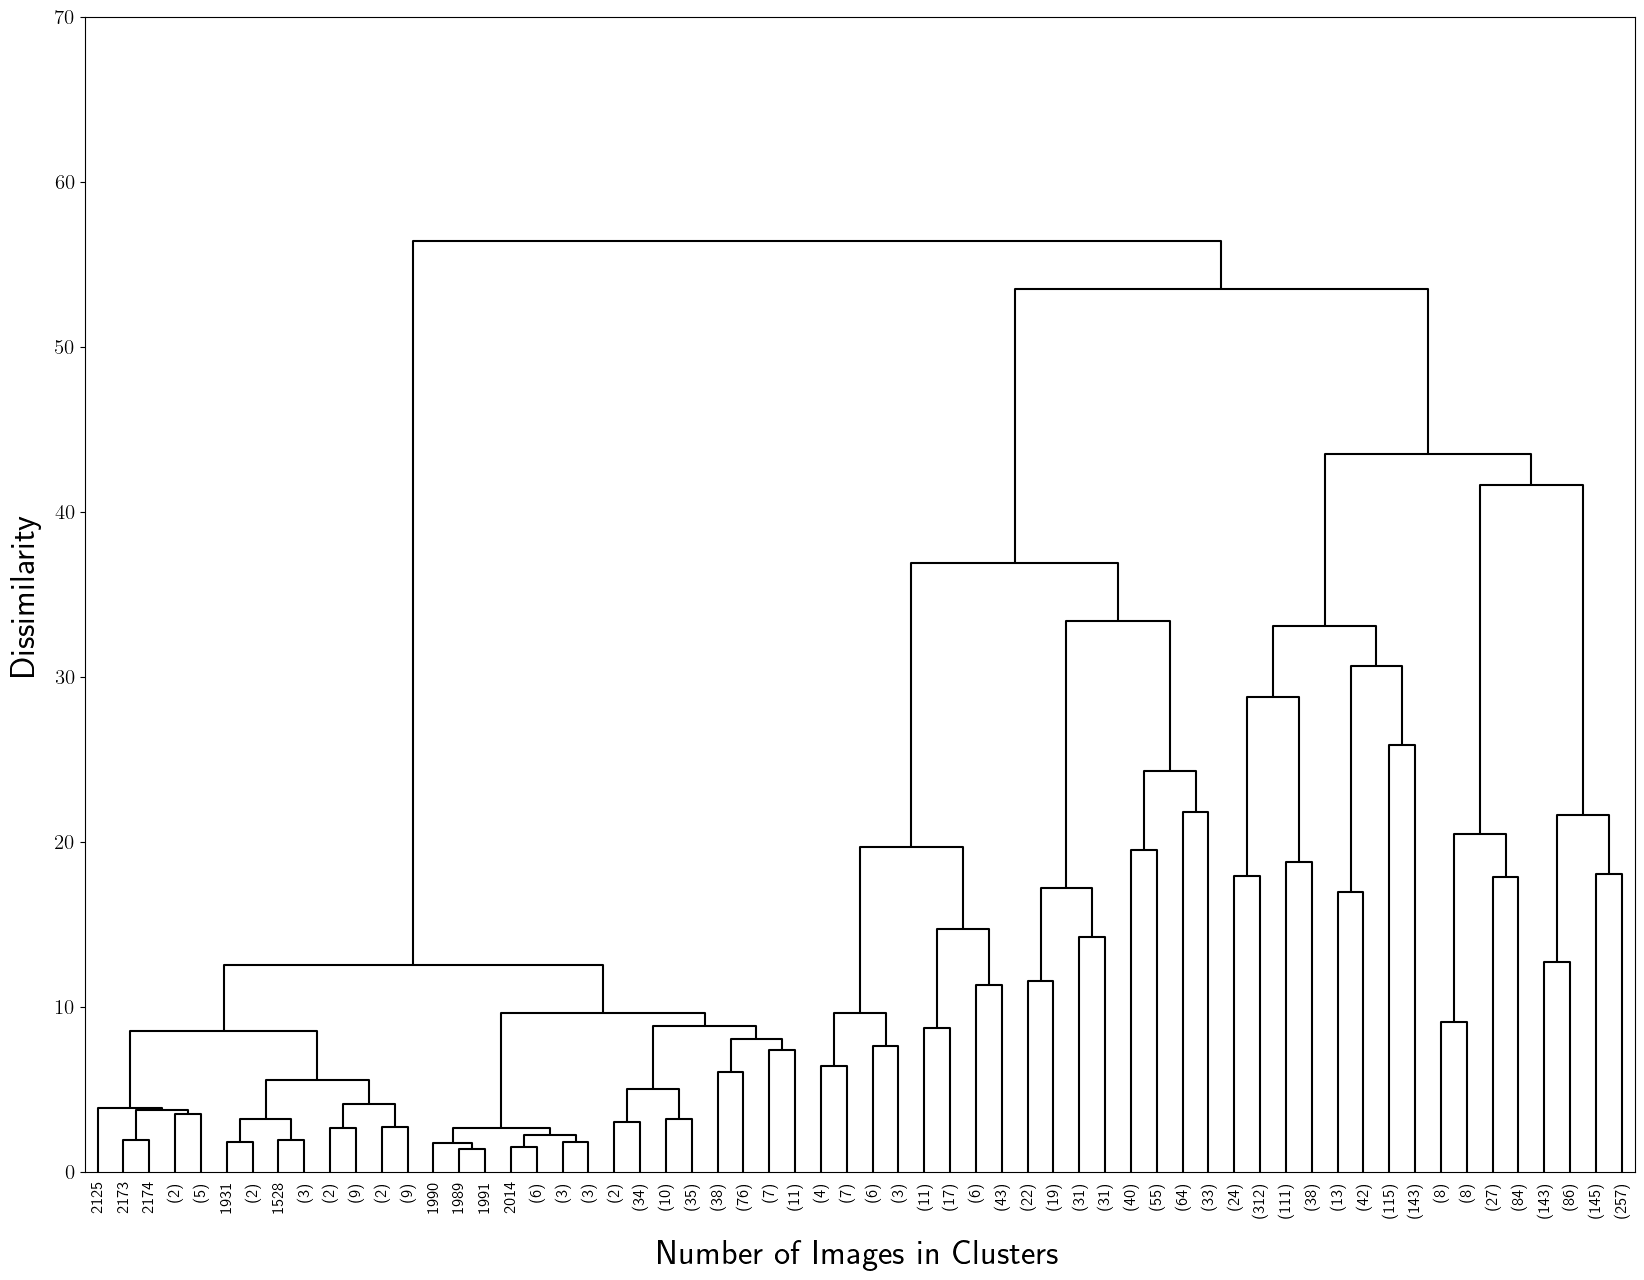 70
60
50
40
30
20
10
0
Dissimilarity
2125 2173 2174 (2) (5) 1931 (2) 1528 (3) (2) (9) (2) (9) 1990 1989 1991 2014 (6) (3) (3) (2) (34) (10) (35) (38) (76) (7) (11) (4) (7) (6) (3) (11) (17) (6) (43) (22) (19) (31) (31) (40) (55) (64) (33) (24) (312) (111) (38) (13) (42) (115) (143) (8) (8) (27) (84) (143) (86) (145) (257)
Number of Images in Clusters